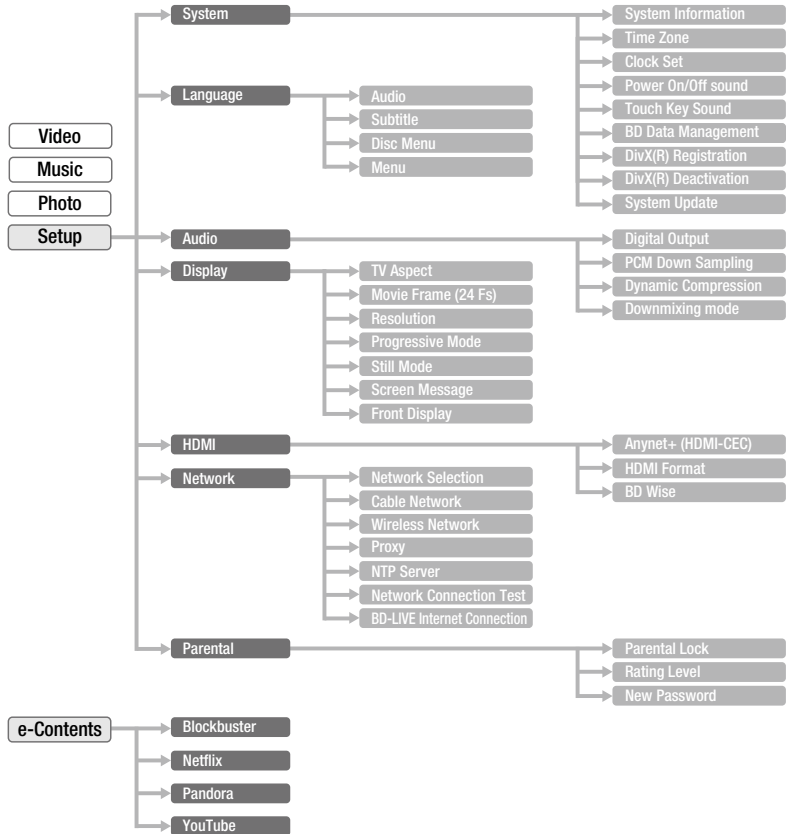 Video
Music
Photo
Setup
System
System Information
Time Zone
Clock Set
Power On/Off sound
Touch Key Sound
BD Data Management
DivX(R) Registration
DivX(R) Deactivation
System Update
Language
Audio
Subtitle
Disc Menu
Menu
Audio
Digital Output
PCM Down Sampling
Dynamic Compression
Downmixing mode
Display
TV Aspect
Movie Frame (24 Fs)
Resolution
Progressive Mode
Still Mode
Screen Message
Front Display
HDMI
Anynet+ (HDMI-CEC)
HDMI Format
BD Wise
Network
Network Selection
Cable Network
Wireless Network
Proxy
NTP Server
Network Connection Test
BD-LIVE Internet Connection
Parental
Parental Lock
Rating Level
New Password
e-Contents
Blockbuster
Netflix
Pandora
YouTube